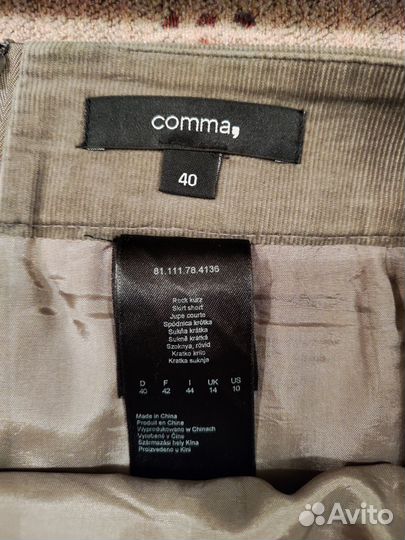 comma,
40
81.111.78.4136
Rock kurz
Skirt short
Jupe courte
Spódnica krótka
Sukňa krátka
Sukně krátká
Szoknya, rövid
Kratko krilo
Kratka suknja
D F I UK US
40 42 44 14 10
Made in China
Produit en Chine
Wyprodukowano w Chinach
Vyrobeno v Číne
Származási hely Kína
Proizvedeno u Kini
Avito